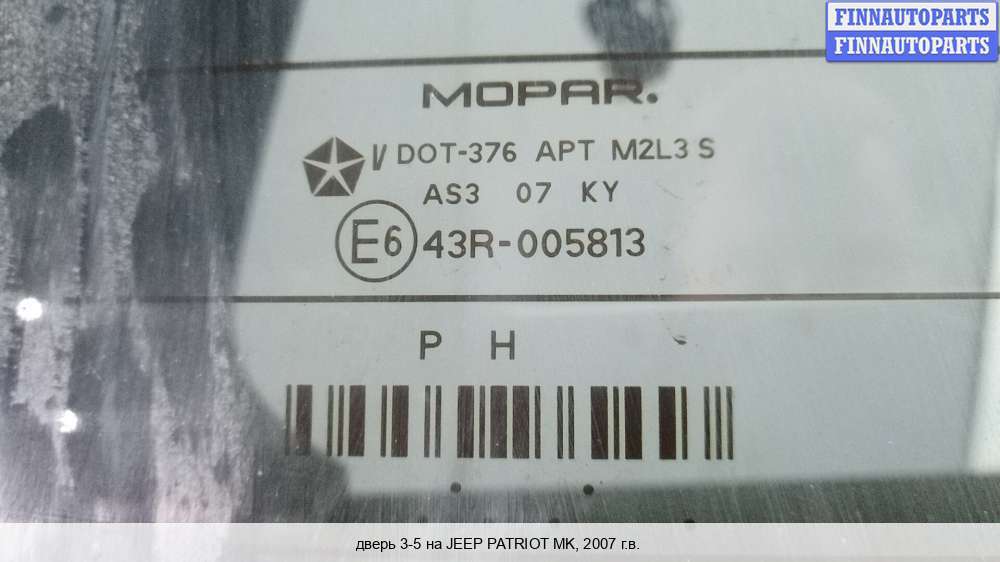 FINNAUTOPARTS
FINNAUTOPARTS
MOPAR.
V DOT-376 APT M2L3 S
AS3 07 KY
E6 43R-005813
P H
дверь 3-5 на JEEP PATRIOT MK, 2007 г.в.